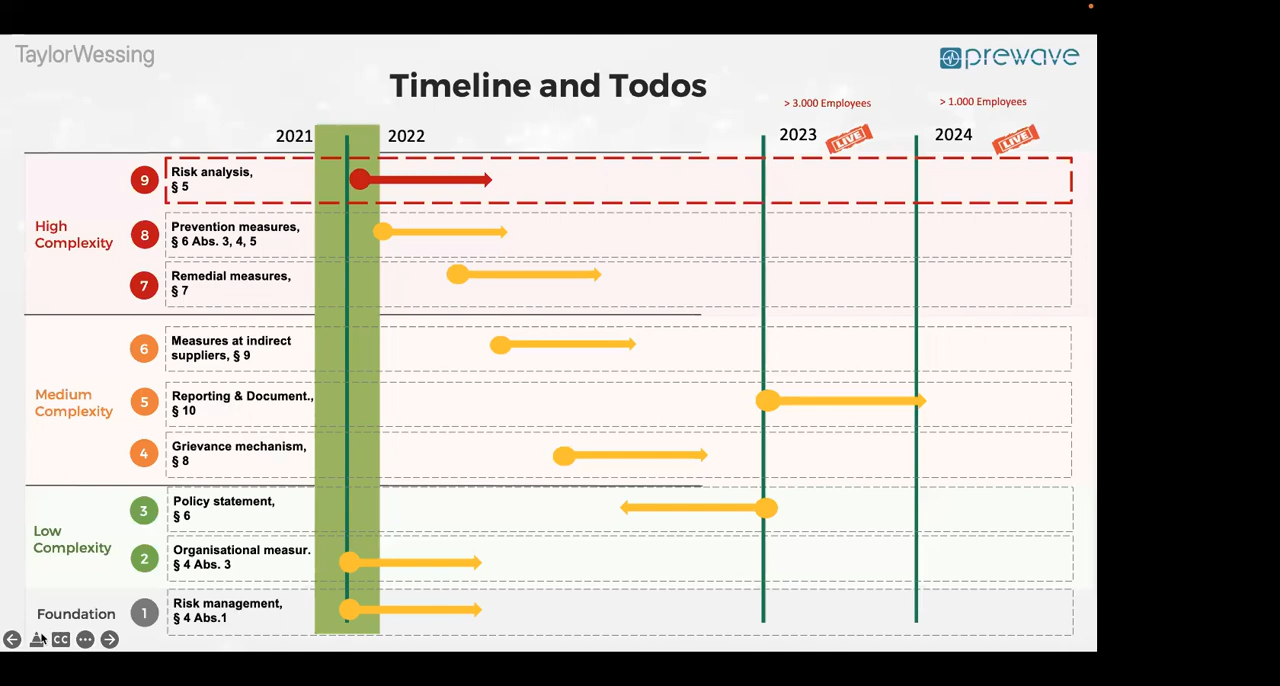 TaylorWessing
prewave
Timeline and Todos
> 3.000 Employees
> 1.000 Employees
2021
2022
2023
LIVE
2024
LIVE
High
Complexity
9
Risk analysis,
§ 5
8
Prevention measures,
§ 6 Abs. 3, 4, 5
7
Remedial measures,
§ 7
Medium
Complexity
6
Measures at indirect
suppliers, § 9
5
Reporting & Document.,
§ 10
4
Grievance mechanism,
§ 8
Low
Complexity
3
Policy statement,
§ 6
2
Organisational measur.
§ 4 Abs. 3
Foundation
1
Risk management,
§ 4 Abs.1
CC